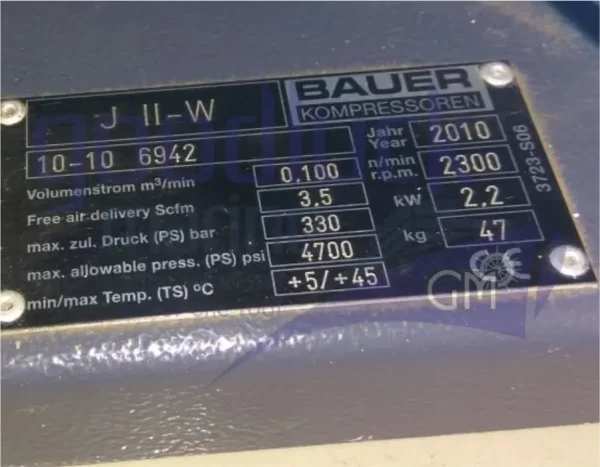 BAUER
KOMPRESSOREN
J II-W
10-10 6942
Jahr
Year
2010
Volumenstrom m³/min
0,100
n/min
r.p.m.
2300
Free air delivery Scfm
3,5
kW
2,2
max. zul. Druck (PS) bar
330
kg
47
max. allowable press. (PS) psi
4700
min/max Temp. (TS) °C
+5/+45
3723-S06
CE
GM